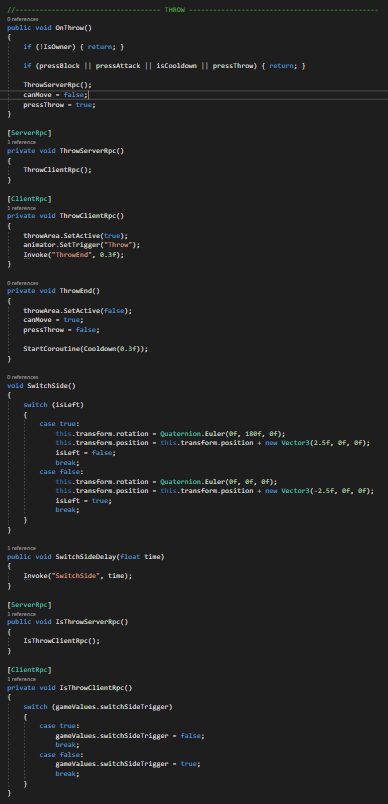 //----------------------------------- THROW ----------------------------------------------
0 references
public void OnThrow()
{
if (!IsOwner) { return; }
if (pressBlock || pressAttack || isCooldown || pressThrow) { return; }
ThrowServerRpc();
canMove = false;
pressThrow = true;
}
[ServerRpc]
1 reference
private void ThrowServerRpc()
{
ThrowClientRpc();
}
[ClientRpc]
1 reference
private void ThrowClientRpc()
{
throwArea.SetActive(true);
animator.SetTrigger("Throw");
Invoke("ThrowEnd", 0.3f);
}
0 references
private void ThrowEnd()
{
throwArea.SetActive(false);
canMove = true;
pressThrow = false;
StartCoroutine(Cooldown(0.3f));
}
0 references
void SwitchSide()
{
switch (isLeft)
{
case true:
this.transform.rotation = Quaternion.Euler(0f, 180f, 0f);
this.transform.position = this.transform.position + new Vector3(2.5f, 0f, 0f);
isLeft = false;
break;
case false:
this.transform.rotation = Quaternion.Euler(0f, 0f, 0f);
this.transform.position = this.transform.position + new Vector3(-2.5f, 0f, 0f);
isLeft = true;
break;
}
}
1 reference
public void SwitchSideDelay(float time)
{
Invoke("SwitchSide", time);
}
[ServerRpc]
1 reference
public void IsThrowServerRpc()
{
IsThrowClientRpc();
}
[ClientRpc]
1 reference
private void IsThrowClientRpc()
{
switch (gameValues.switchSideTrigger)
{
case true:
gameValues.switchSideTrigger = false;
break;
case false:
gameValues.switchSideTrigger = true;
break;
}
}